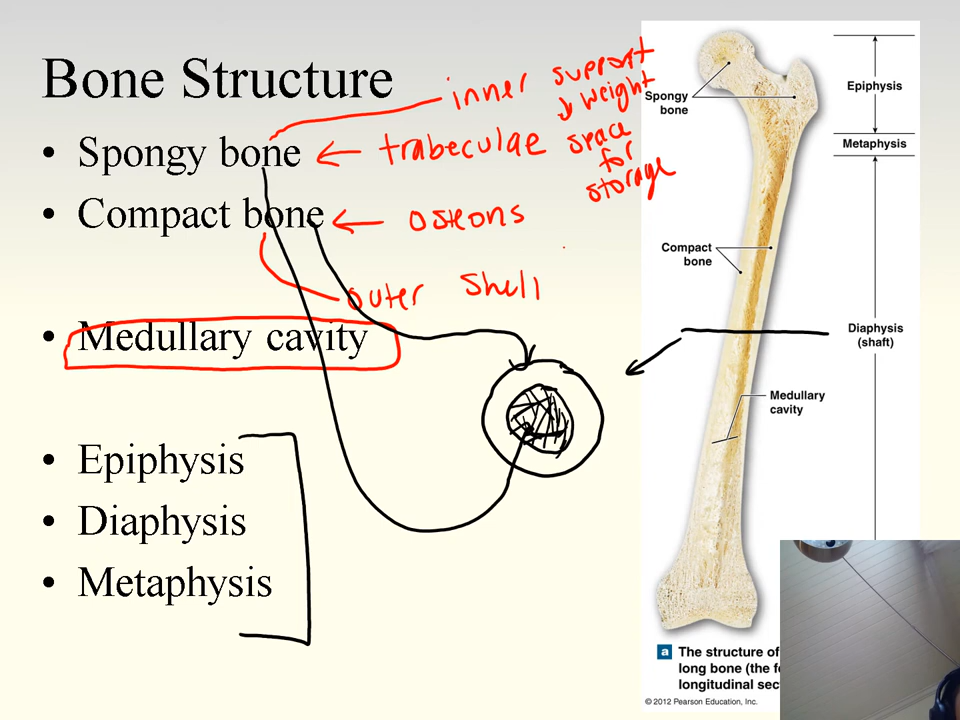 Bone Structure
inner support
↓ weight
• Spongy bone ← trabeculae space
for
storage
• Compact bone ← osteons
outer shell
• Medullary cavity
• Epiphysis
• Diaphysis
• Metaphysis
Spongy
bone
Epiphysis
Metaphysis
Compact
bone
Diaphysis
(shaft)
Medullary
cavity
a The structure of
long bone (the f
longitudinal sec
© 2012 Pearson Education, Inc.